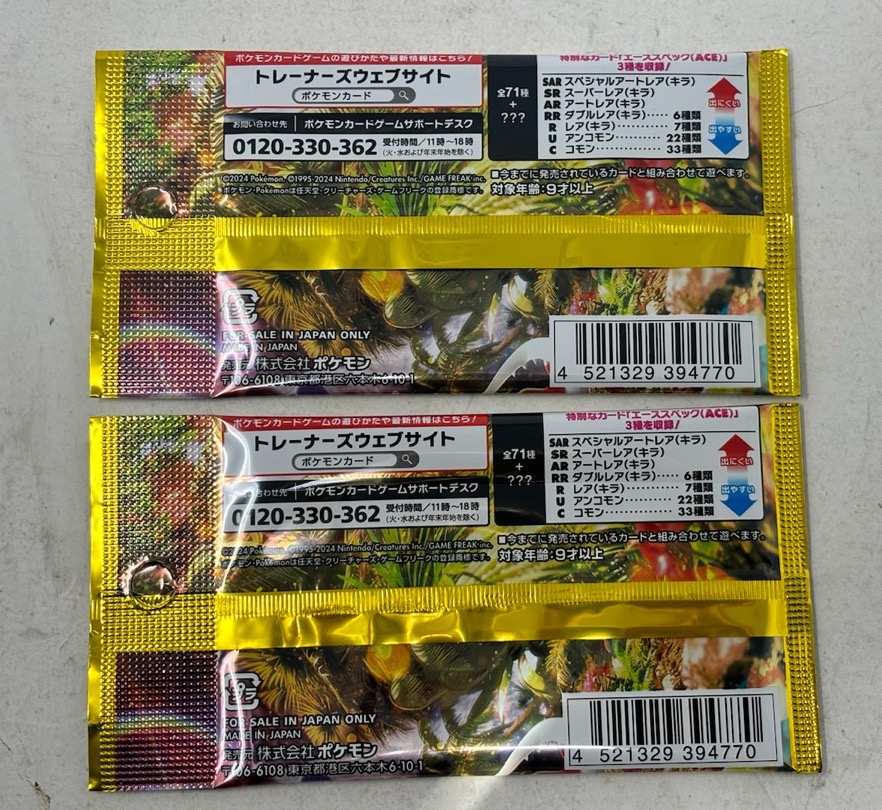 ポケモンカードゲームの遊びかたや最新情報はこちら!
トレーナーズウェブサイト
ポケモンカード
お問い合わせ先 ポケモンカードゲームサポートデスク
0120-330-362 受付時間/11時~18時
(火・水および年末年始を除く)
©2024 Pokémon. ©1995-2024 Nintendo/Creatures Inc./GAME FREAK inc.
ポケモン・Pokémonは任天堂・クリーチャーズ・ゲームフリークの登録商標です。
全71種
+
???
特別なカード「エーススペック(ACE)」
3種を収録!
SAR スペシャルアートレア(キラ)
SR スーパーレア(キラ)
AR アートレア(キラ)
RR ダブルレア(キラ)····· 6種類
R レア(キラ)············ 7種類
U アンコモン············ 22種類
C コモン················ 33種類
出にくい
出やすい
■今までに発売されているカードと組み合わせて遊べます。
対象年齢:9才以上
FOR SALE IN JAPAN ONLY
MADE IN JAPAN
発売元 株式会社ポケモン
〒106-6108 東京都港区六本木6-10-1
4 521329 394770
ポケモンカードゲームの遊びかたや最新情報はこちら!
トレーナーズウェブサイト
ポケモンカード
お問い合わせ先 ポケモンカードゲームサポートデスク
0120-330-362 受付時間/11時~18時
(火・水および年末年始を除く)
©2024 Pokémon. ©1995-2024 Nintendo/Creatures Inc./GAME FREAK inc.
ポケモン・Pokémonは任天堂・クリーチャーズ・ゲームフリークの登録商標です。
全71種
+
???
特別なカード「エーススペック(ACE)」
3種を収録!
SAR スペシャルアートレア(キラ)
SR スーパーレア(キラ)
AR アートレア(キラ)
RR ダブルレア(キラ)····· 6種類
R レア(キラ)············ 7種類
U アンコモン············ 22種類
C コモン················ 33種類
出にくい
出やすい
■今までに発売されているカードと組み合わせて遊べます。
対象年齢:9才以上
FOR SALE IN JAPAN ONLY
MADE IN JAPAN
発売元 株式会社ポケモン
〒106-6108 東京都港区六本木6-10-1
4 521329 394770